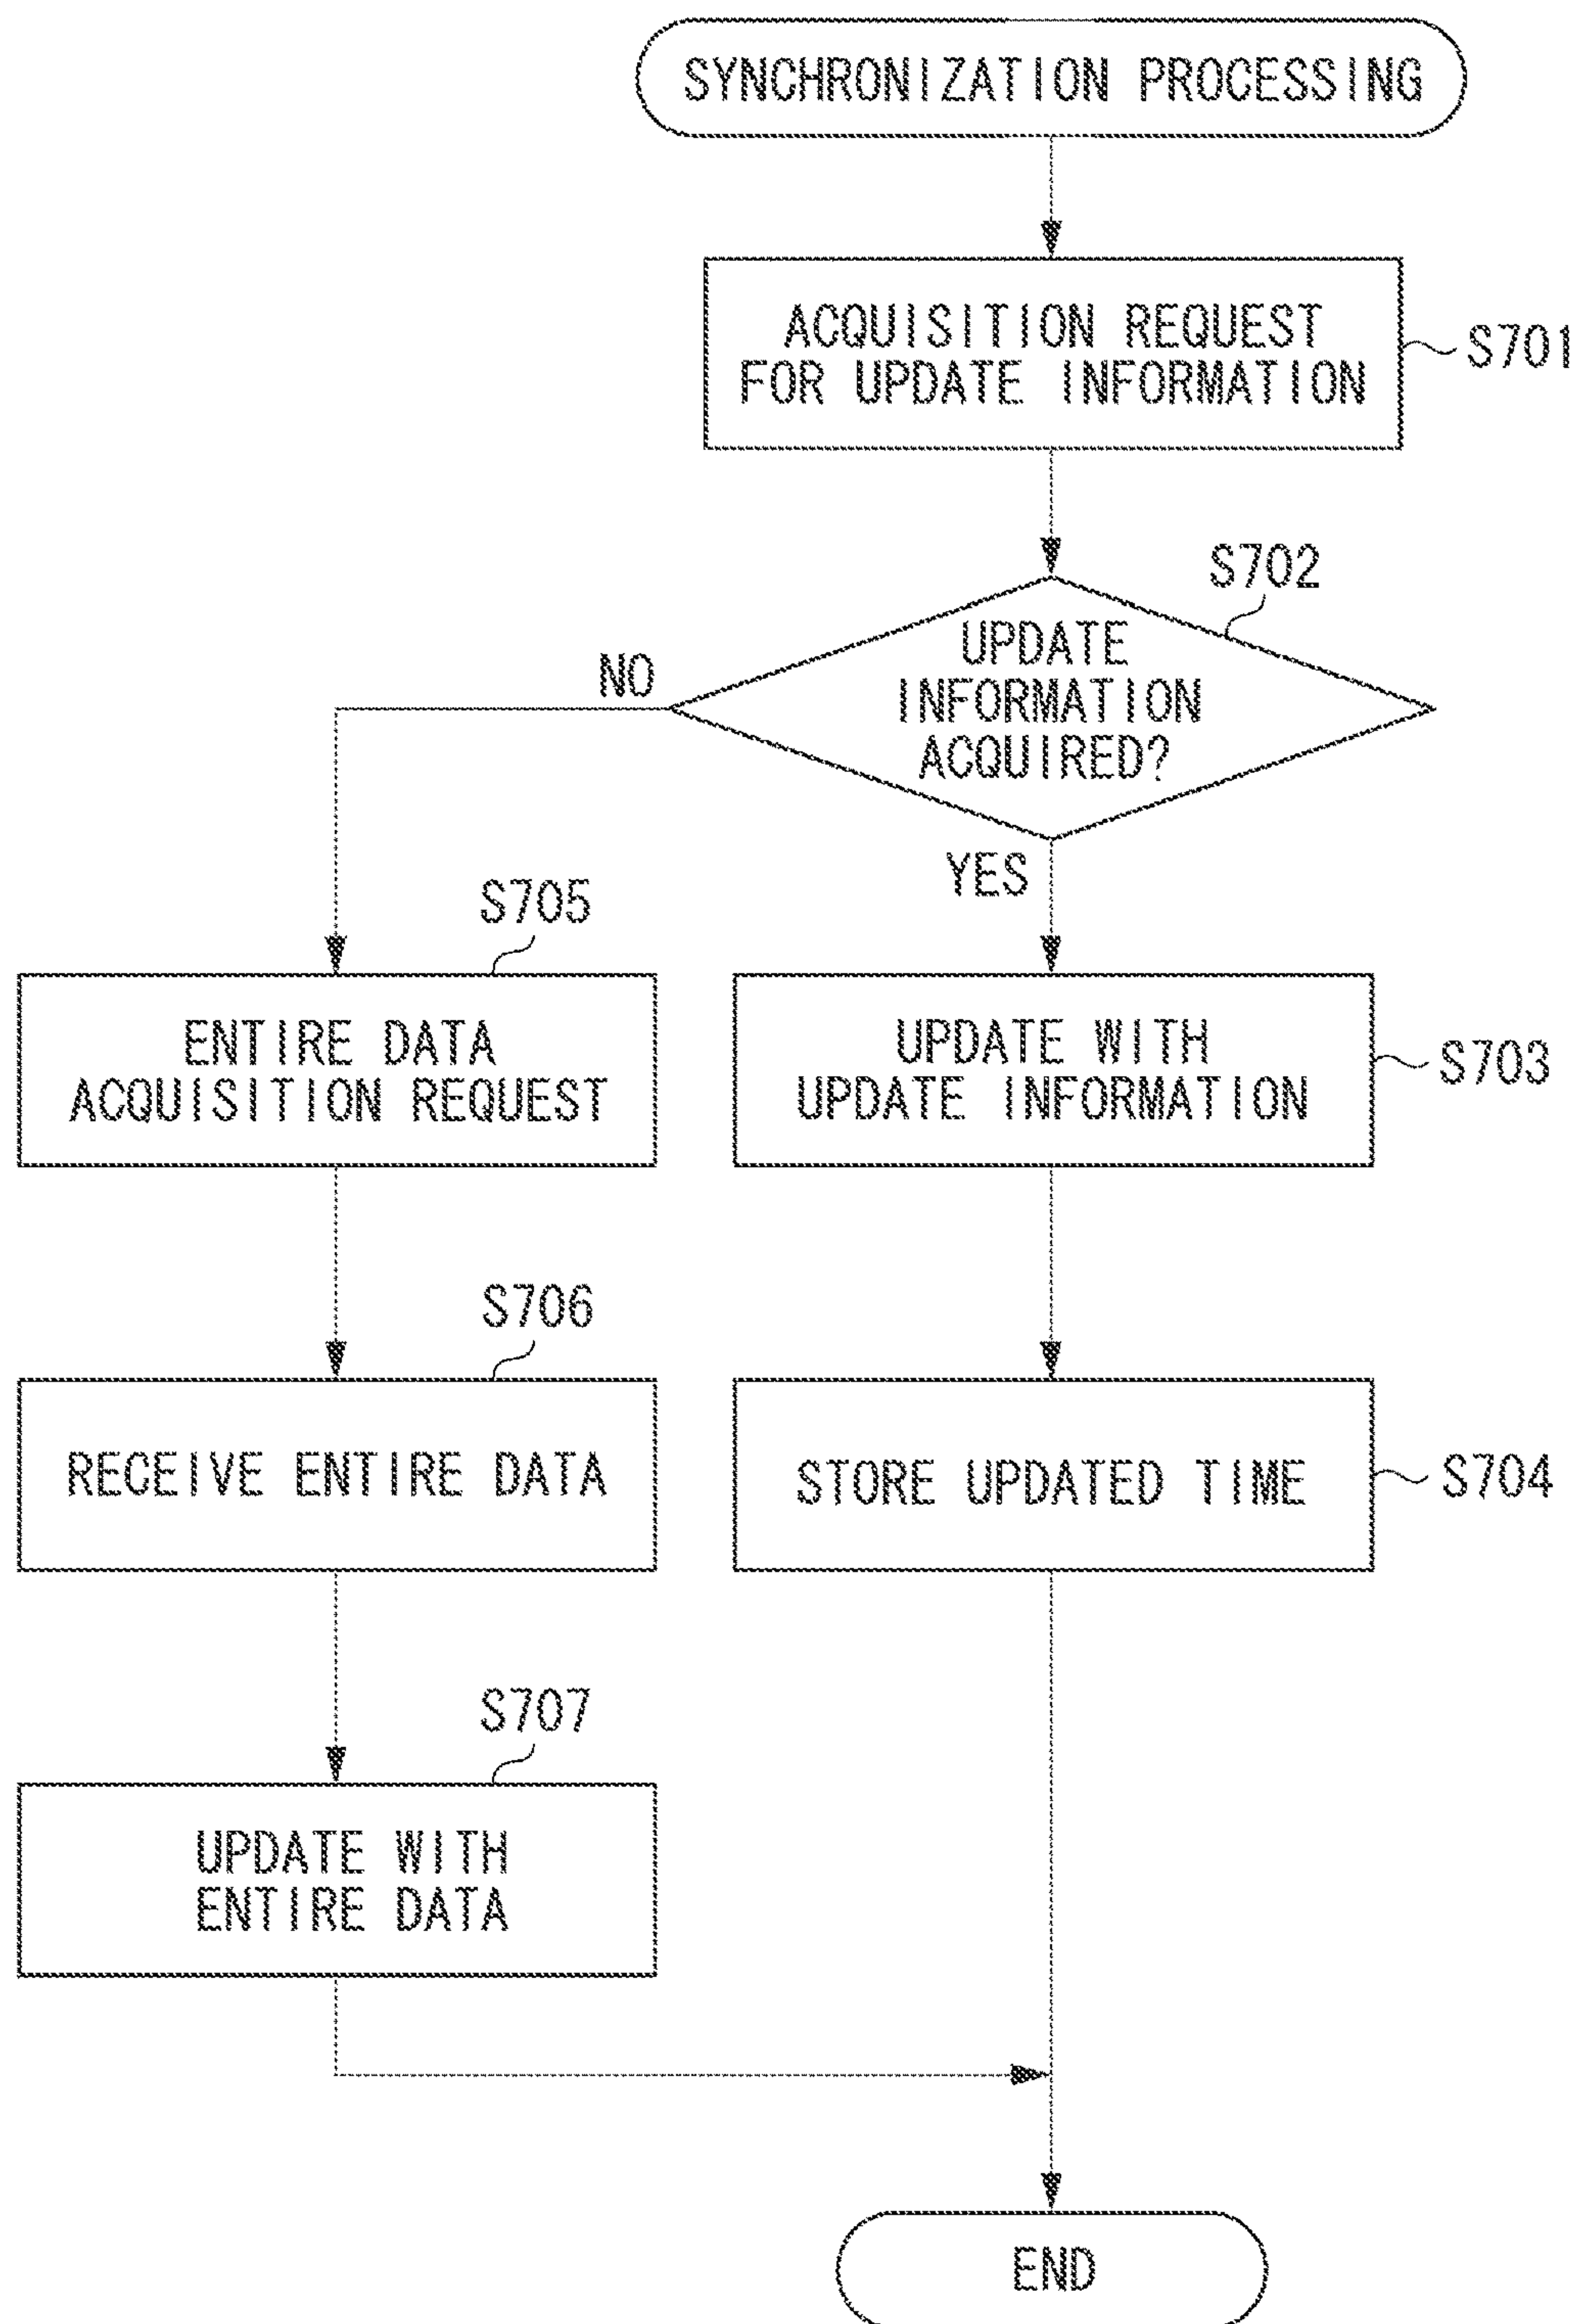 SYNCHRONIZATION PROCESSING
ACQUISITION REQUEST
FOR UPDATE INFORMATION
S701
S702
UPDATE
INFORMATION
ACQUIRED?
NO
YES
S705
ENTIRE DATA
ACQUISITION REQUEST
UPDATE WITH
UPDATE INFORMATION
S703
S706
RECEIVE ENTIRE DATA
STORE UPDATED TIME
S704
S707
UPDATE WITH
ENTIRE DATA
END